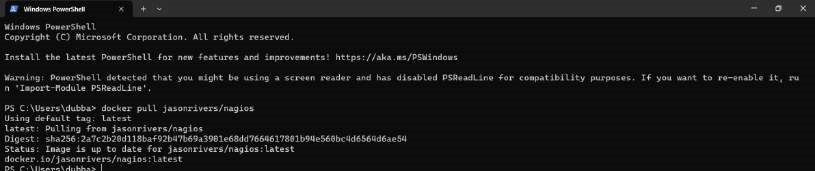 Windows PowerShell
Windows PowerShell
Copyright (C) Microsoft Corporation. All rights reserved.
Install the latest PowerShell for new features and improvements! https://aka.ms/PSWindows
Warning: PowerShell detected that you might be using a screen reader and has disabled PSReadLine for compatibility purposes. If you want to re-enable it, ru
n 'Import-Module PSReadLine'.
PS C:\Users\dubba> docker pull jasonrivers/nagios
Using default tag: latest
latest: Pulling from jasonrivers/nagios
Digest: sha256:2a7c2b20d118baf92b47b69a3901e68dd7664617801b94e560bc4d6564d6ae54
Status: Image is up to date for jasonrivers/nagios:latest
docker.io/jasonrivers/nagios:latest
PS C:\Users\dubba>